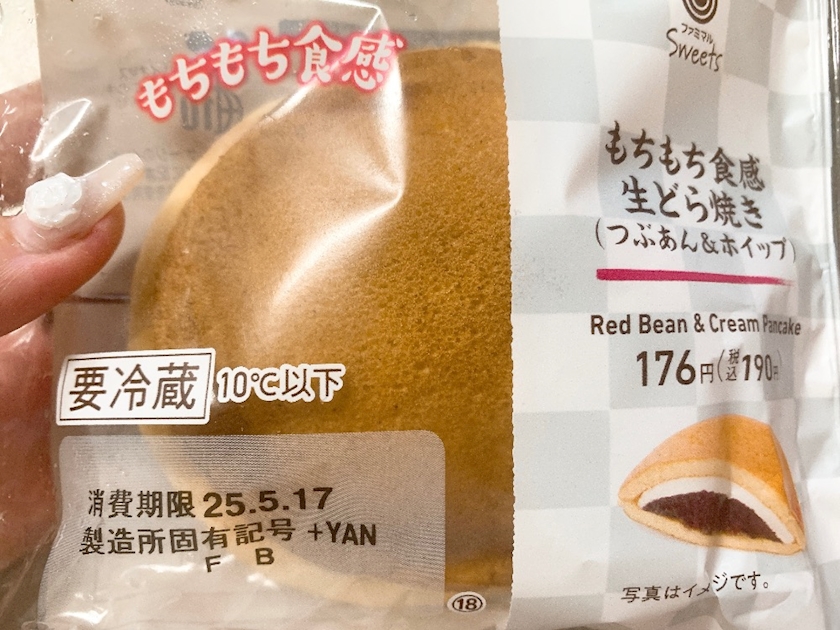 もちもち食感
ファミマル
Sweets
もちもち食感
生どら焼き
(つぶあん&ホイップ)
Red Bean & Cream Pancake
176円(税込190円)
要冷蔵 10℃以下
消費期限 25.5.17
製造所固有記号 +YAN
F B
⑱
写真はイメージです。